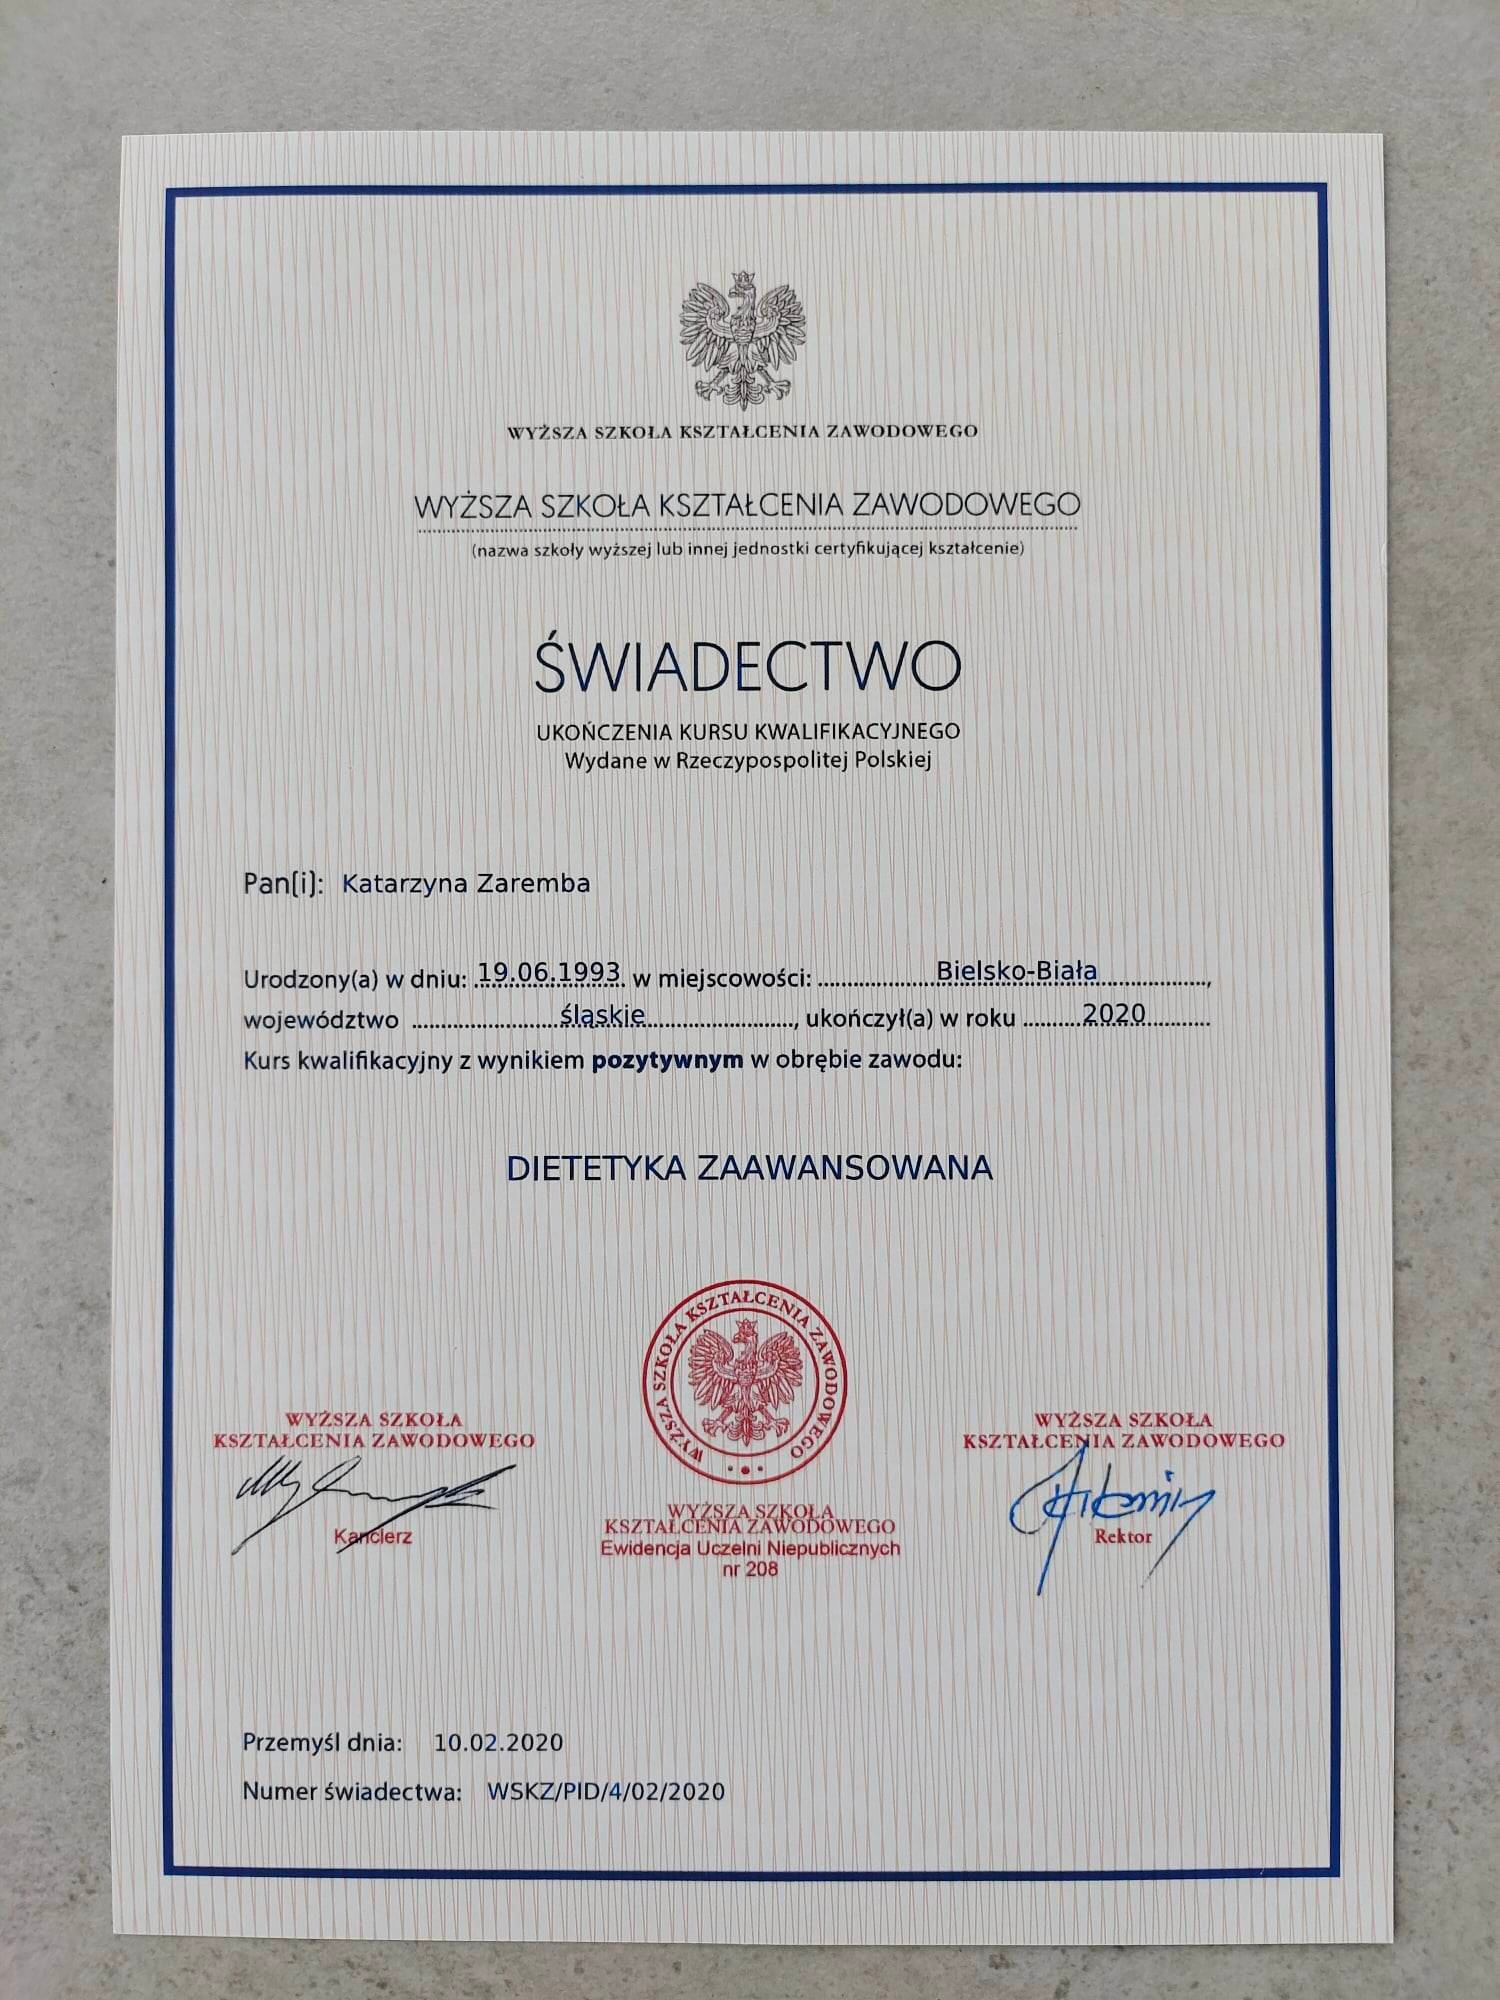 WYŻSZA SZKOŁA KSZTAŁCENIA ZAWODOWEGO
WYŻSZA SZKOŁA KSZTAŁCENIA ZAWODOWEGO
(nazwa szkoły wyższej lub innej jednostki certyfikującej kształcenie)
ŚWIADECTWO
UKOŃCZENIA KURSU KWALIFIKACYJNEGO
Wydane w Rzeczypospolitej Polskiej
Pan(i): Katarzyna Zaremba
Urodzony(a) w dniu: 19.06.1993 w miejscowości: Bielsko-Biała,
województwo śląskie, ukończył(a) w roku 2020
Kurs kwalifikacyjny z wynikiem pozytywnym w obrębie zawodu:
DIETETYKA ZAAWANSOWANA
WYŻSZA SZKOŁA
KSZTAŁCENIA ZAWODOWEGO
Kanclerz
WYŻSZA SZKOŁA KSZTAŁCENIA ZAWODOWEGO
WYŻSZA SZKOŁA
KSZTAŁCENIA ZAWODOWEGO
Ewidencja Uczelni Niepublicznych
nr 208
WYŻSZA SZKOŁA
KSZTAŁCENIA ZAWODOWEGO
Rektor
Przemyśl dnia: 10.02.2020
Numer świadectwa: WSKZ/PID/4/02/2020